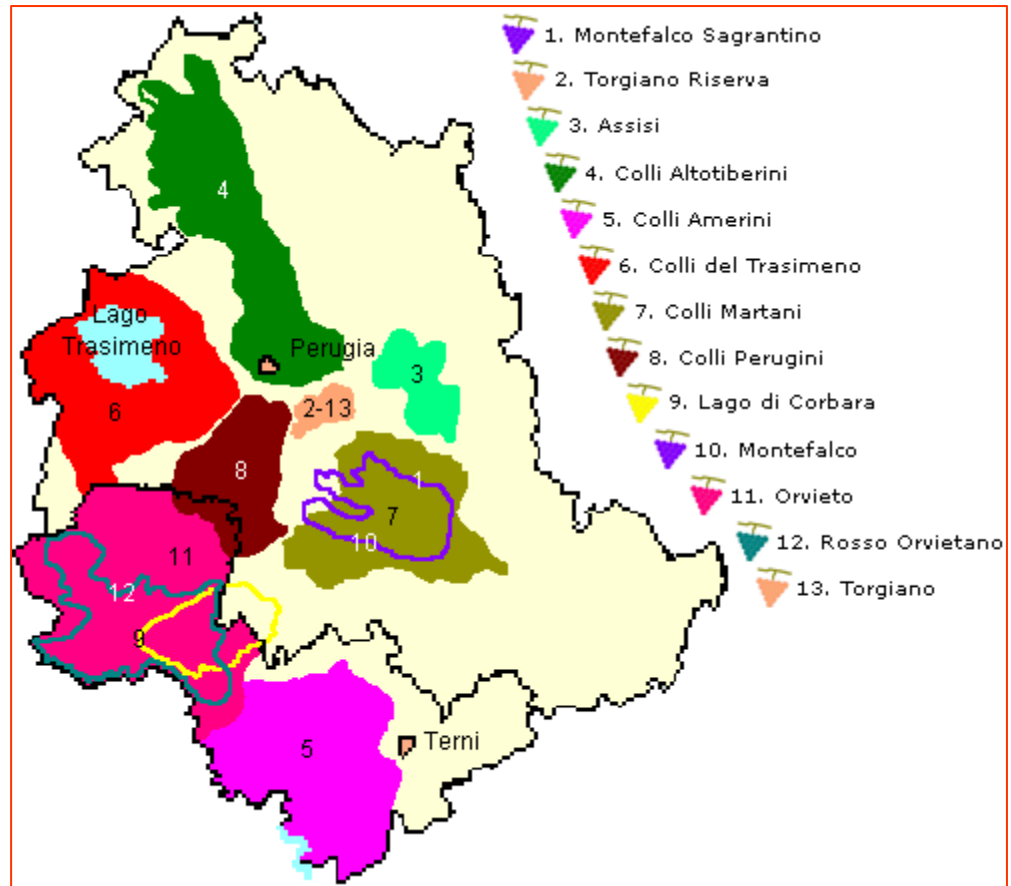 1. Montefalco Sagrantino
2. Torgiano Riserva
3. Assisi
4. Colli Altotiberini
5. Colli Amerini
6. Colli del Trasimeno
7. Colli Martani
8. Colli Perugini
9. Lago di Corbara
10. Montefalco
11. Orvieto
12. Rosso Orvietano
13. Torgiano
4
Lago
Trasimeno
Perugia
3
6
2-13
8
1
7
10
11
12
9
5
Terni